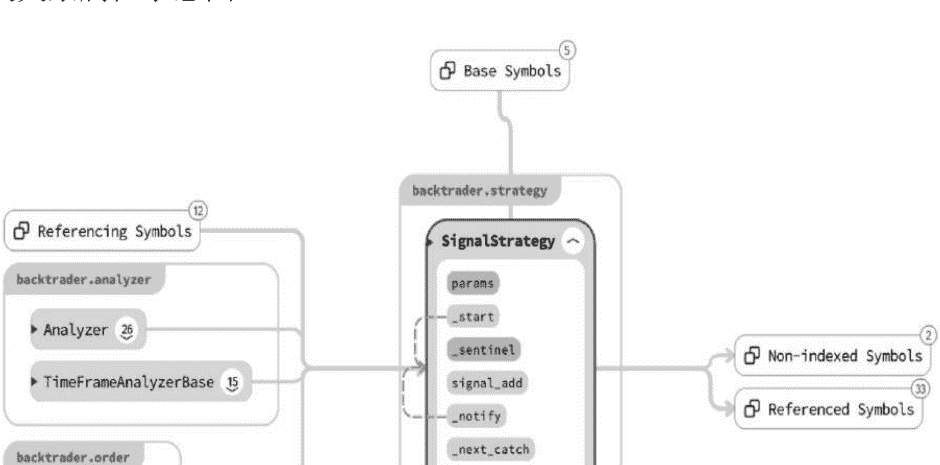 5
Base Symbols
backtrader.strategy
12
Referencing Symbols
SignalStrategy
backtrader.analyzer
params
Analyzer 26
_start
2
_sentinel
Non-indexed Symbols
TimeFrameAnalyzerBase 15
signal_add
33
Referenced Symbols
_notify
_next_catch
backtrader.order